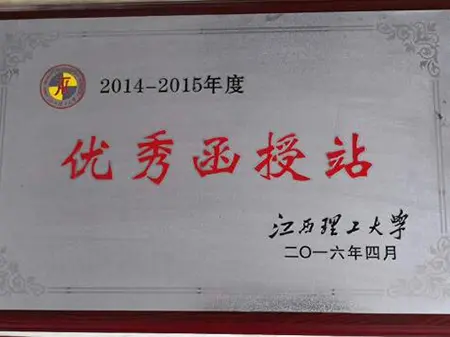 2014-2015年度
优秀函授站
江西理工大学
二〇一六年四月